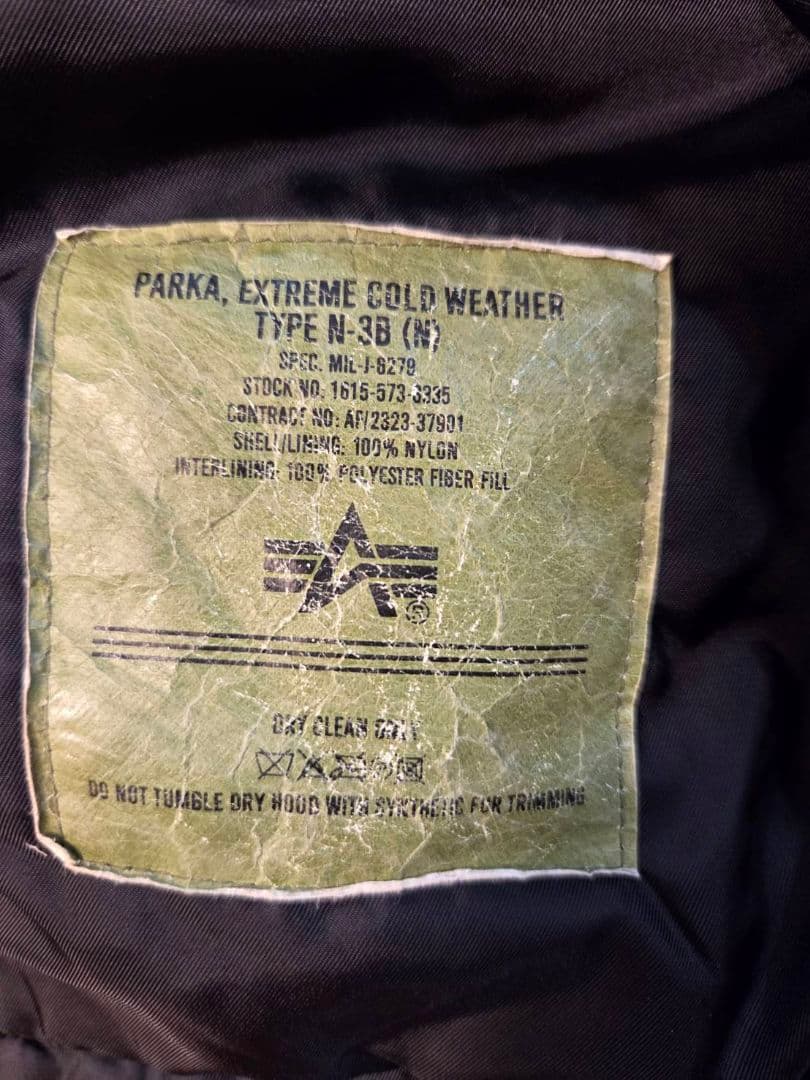 PARKA, EXTREME COLD WEATHER
TYPE N-3B (N)
SPEC. MIL-J-6279
STOCK NO. 1615-573-8335
CONTRACT NO: AF/2323-37901
SHELL/LINING: 100% NYLON
INTERLINING: 100% POLYESTER FIBER FILL
DRY CLEAN ONLY
DO NOT TUMBLE DRY HOOD WITH SYNTHETIC FUR TRIMMING